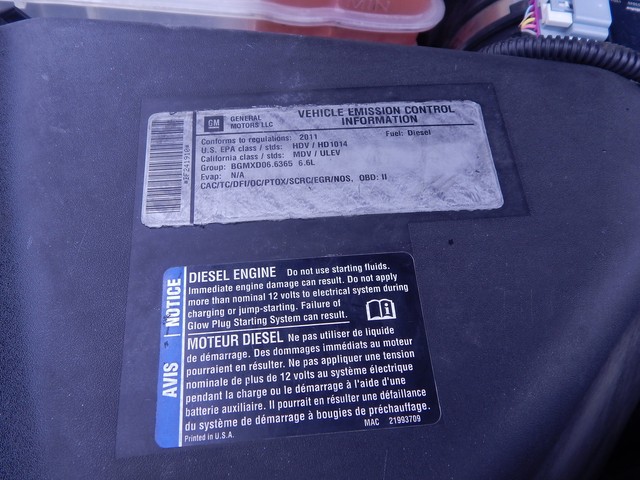 GM GENERAL MOTORS LLC
VEHICLE EMISSION CONTROL INFORMATION
Conforms to regulations: 2011 Fuel: Diesel
U.S. EPA class / stds: HDV / HD1014
California class / stds: MDV / ULEV
Group: BGMXD06.6365 6.6L
Evap: N/A
CAC/TC/DFI/OC/PTOX/SCRC/EGR/NOS, OBD: II
*BF241910*
NOTICE
DIESEL ENGINE Do not use starting fluids.
Immediate engine damage can result. Do not apply
more than nominal 12 volts to electrical system during
charging or jump-starting. Failure of
Glow Plug Starting System can result.
AVIS
MOTEUR DIESEL Ne pas utiliser de liquide
de démarrage. Des dommages immédiats au moteur
pourraient en résulter. Ne pas appliquer une tension
nominale de plus de 12 volts au système électrique
pendant la charge ou le démarrage à l'aide d'une
batterie auxiliaire. Il pourrait en résulter une défaillance
du système de démarrage à bougies de préchauffage.
Printed in U.S.A. MAC 21993709